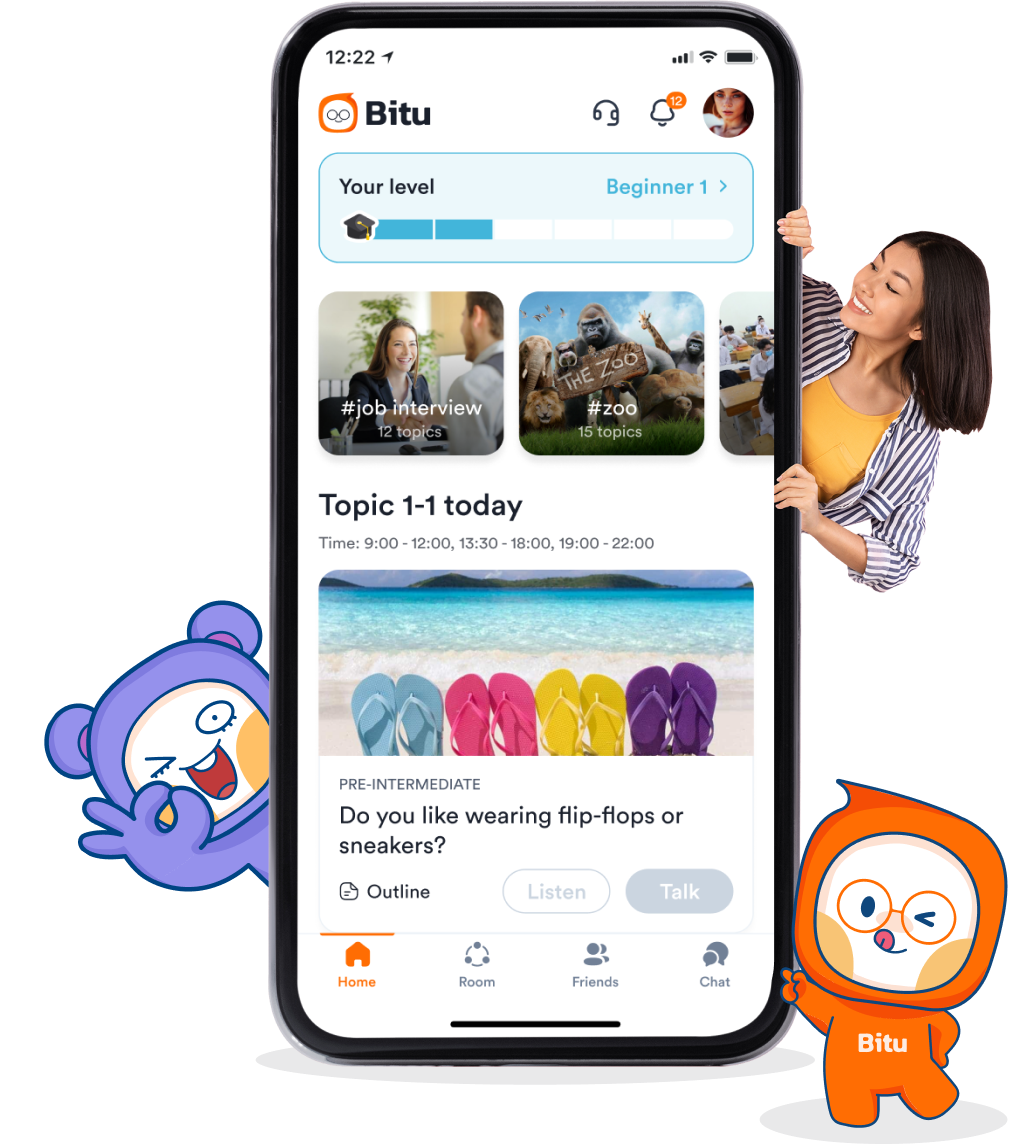 12:22
Bitu
12
Your level
Beginner 1
THE ZOO
#job interview
12 topics
#zoo
15 topics
Topic 1-1 today
Time: 9:00 - 12:00, 13:30 - 18:00, 19:00 - 22:00
PRE-INTERMEDIATE
Do you like wearing flip-flops or
sneakers?
Outline
Listen
Talk
Home
Room
Friends
Chat
Bitu